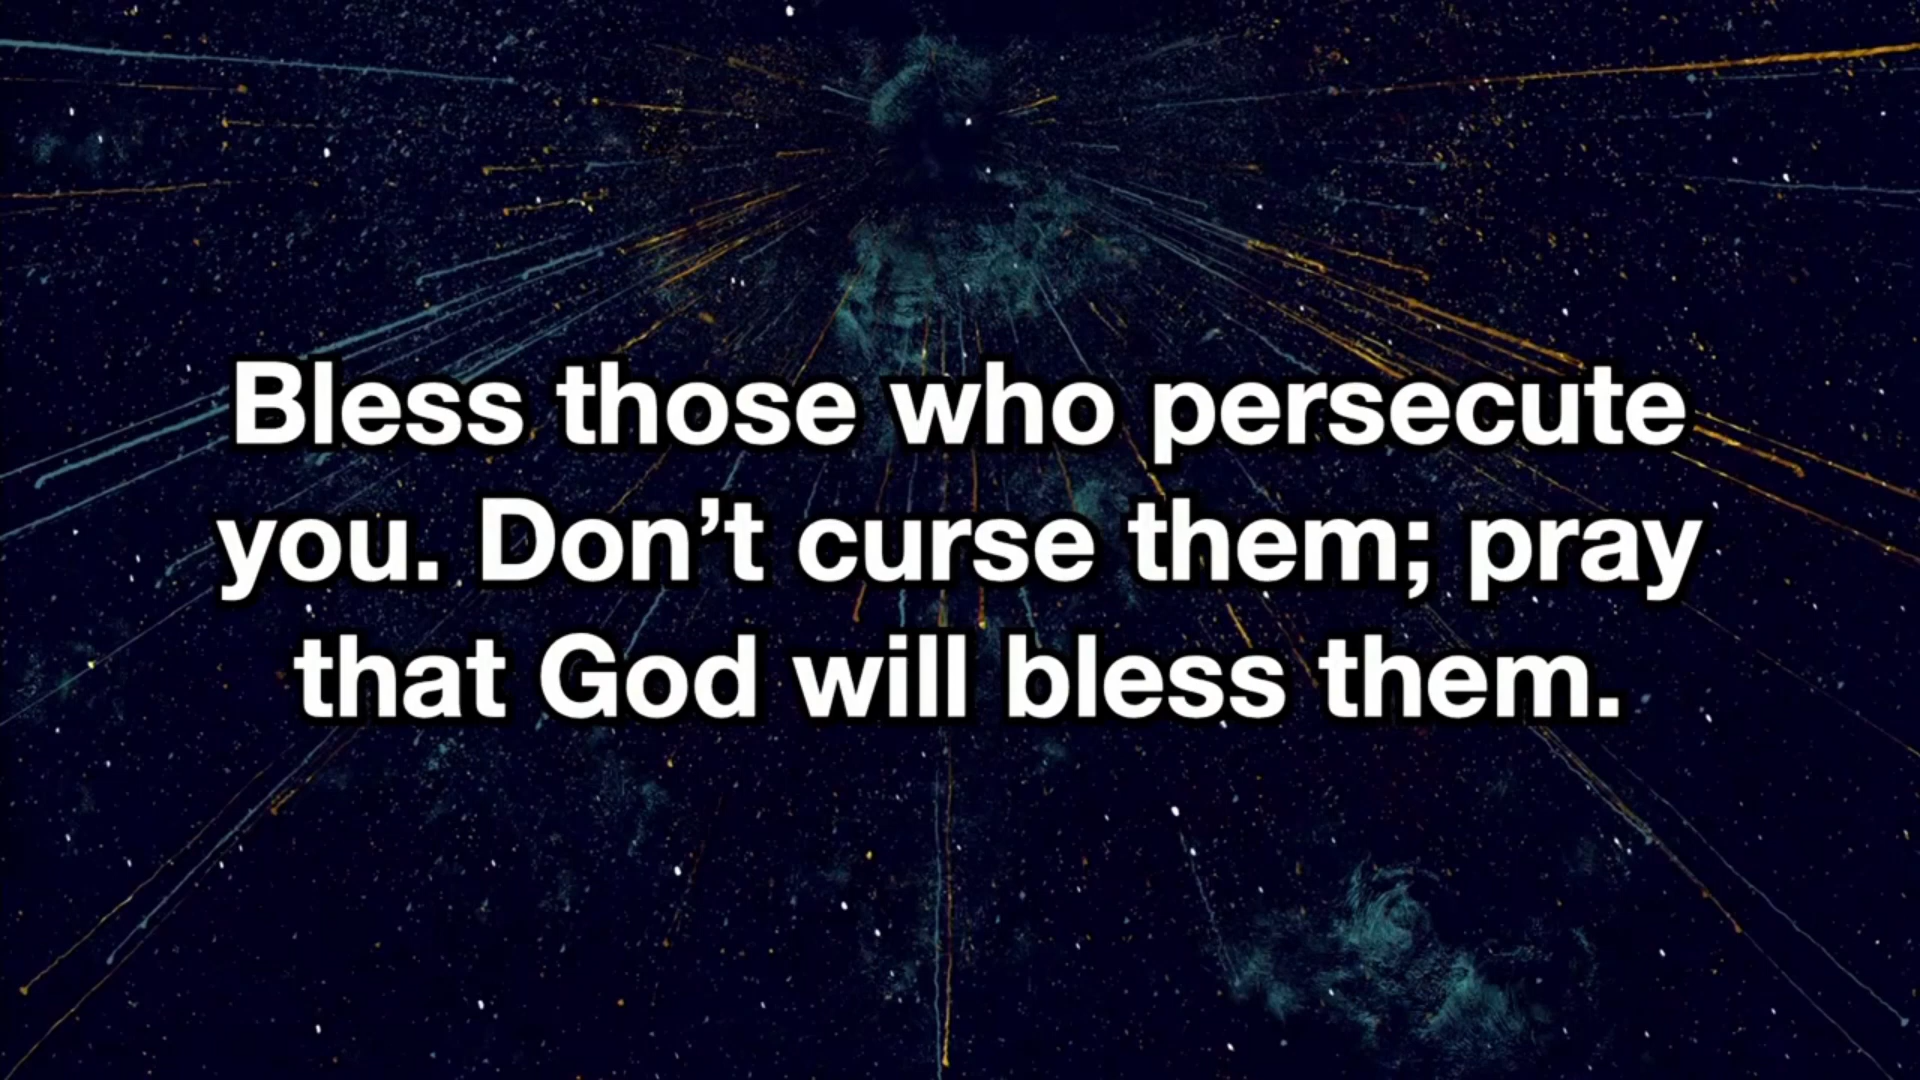 Bless those who persecute
you. Don’t curse them; pray
that God will bless them.